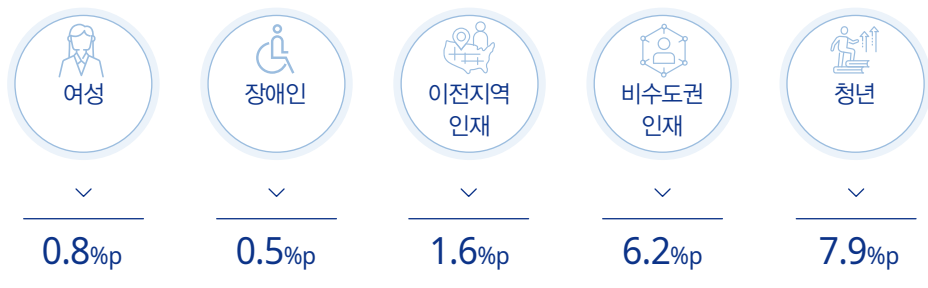 여성
장애인
이전지역
인재
비수도권
인재
청년
0.8%p
0.5%p
1.6%p
6.2%p
7.9%p